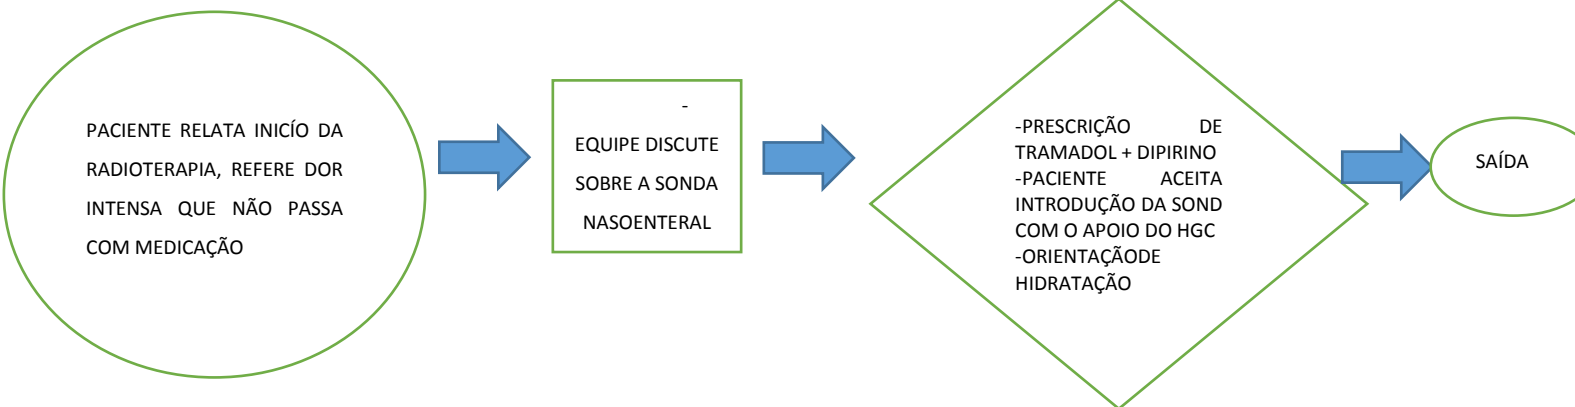 PACIENTE RELATA INICÍO DA
RADIOTERAPIA, REFERE DOR
INTENSA QUE NÃO PASSA
COM MEDICAÇÃO
-
EQUIPE DISCUTE
SOBRE A SONDA
NASOENTERAL
-PRESCRIÇÃO DE
TRAMADOL + DIPIRINO
-PACIENTE ACEITA
INTRODUÇÃO DA SOND
COM O APOIO DO HGC
-ORIENTAÇÃODE
HIDRATAÇÃO
SAÍDA